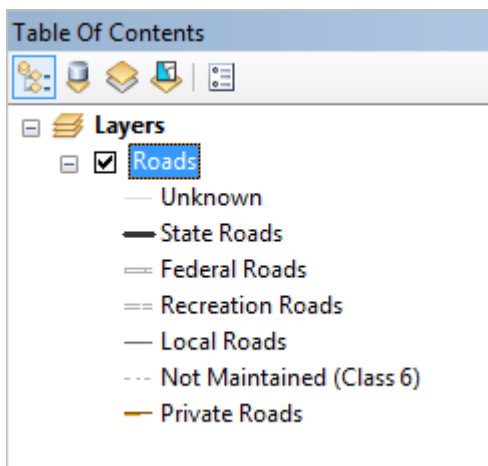 Table Of Contents
Layers
Roads
Unknown
State Roads
Federal Roads
Recreation Roads
Local Roads
Not Maintained (Class 6)
Private Roads